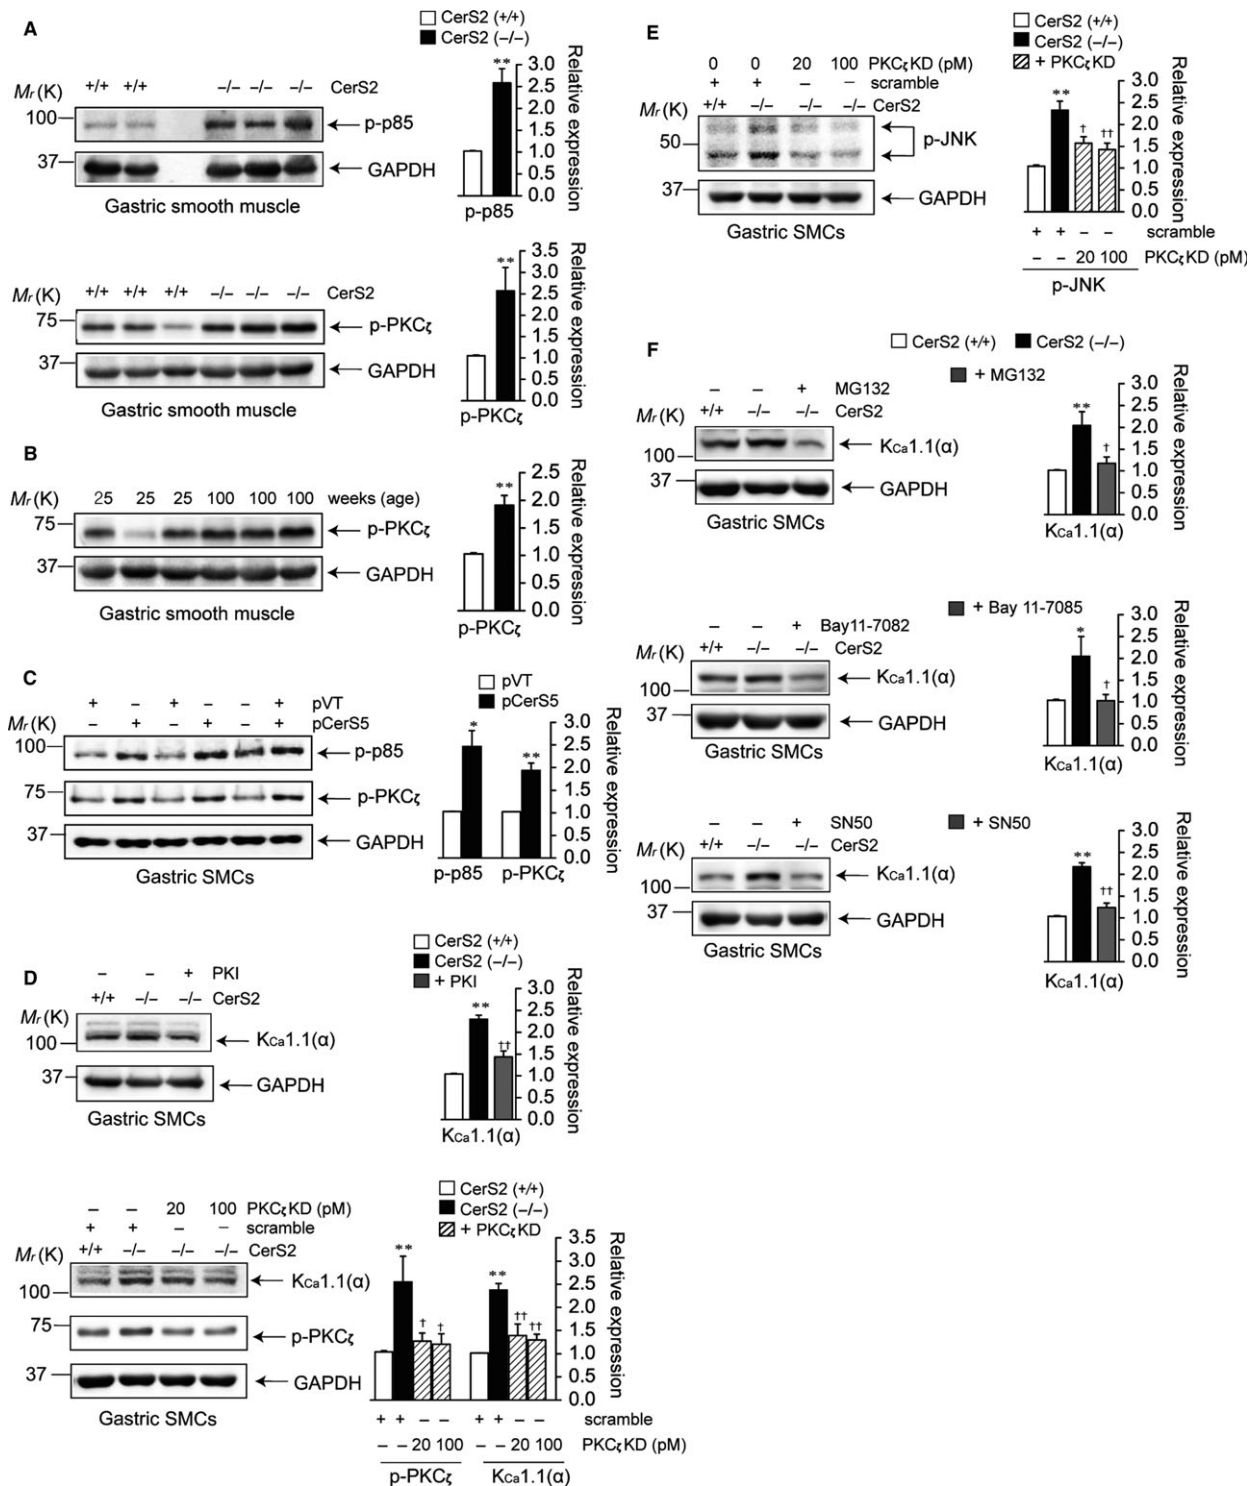 A
CerS2 (+/+)
CerS2 (−/−)
Mr (K) +/+ +/+ −/− −/− −/− CerS2
100 p-p85
37 GAPDH
Gastric smooth muscle
**
3.0
2.5
2.0
1.5
1.0
0.5
0.0
Relative expression
p-p85
Mr (K) +/+ +/+ +/+ −/− −/− −/− CerS2
75 p-PKCζ
37 GAPDH
Gastric smooth muscle
**
3.5
3.0
2.5
2.0
1.5
1.0
0.5
0.0
Relative expression
p-PKCζ
B
Mr (K) 25 25 25 100 100 100 weeks (age)
75 p-PKCζ
37 GAPDH
Gastric smooth muscle
**
2.5
2.0
1.5
1.0
0.5
0.0
Relative expression
p-PKCζ
C
+ − + − − + pVT
Mr (K) − + − + − + pCerS5
100 p-p85
75 p-PKCζ
37 GAPDH
Gastric SMCs
pVT
pCerS5
* **
3.0
2.5
2.0
1.5
1.0
0.5
0.0
Relative expression
p-p85 p-PKCζ
D
− − + PKI
+/+ −/− −/− CerS2
Mr (K)
100 KCa1.1(α)
37 GAPDH
Gastric SMCs
CerS2 (+/+)
CerS2 (−/−)
+ PKI
** ††
3.0
2.5
2.0
1.5
1.0
0.5
0.0
Relative expression
KCa1.1(α)
− − 20 100 PKCζKD (pM)
+ + − − scramble
Mr (K) +/+ −/− −/− −/− CerS2
100 KCa1.1(α)
75 p-PKCζ
37 GAPDH
Gastric SMCs
CerS2 (+/+)
CerS2 (−/−)
+ PKCζKD
** † † ** †† ††
3.5
3.0
2.5
2.0
1.5
1.0
0.5
0.0
Relative expression
+ + − − + + − − scramble
− − 20 100 − − 20 100 PKCζKD (pM)
p-PKCζ KCa1.1(α)
E
0 0 20 100 PKCζKD (pM)
+ + − − scramble
Mr (K) +/+ −/− −/− −/− CerS2
50 p-JNK
37 GAPDH
Gastric SMCs
CerS2 (+/+)
CerS2 (−/−)
+ PKCζKD
** † ††
3.0
2.5
2.0
1.5
1.0
0.5
0.0
Relative expression
+ + − − scramble
− − 20 100 PKCζKD (pM)
p-JNK
F
CerS2 (+/+) CerS2 (−/−)
− − + MG132
Mr (K) +/+ −/− −/− CerS2
100 KCa1.1(α)
37 GAPDH
Gastric SMCs
+ MG132
** †
3.0
2.5
2.0
1.5
1.0
0.5
0.0
Relative expression
KCa1.1(α)
− − + Bay11-7082
Mr (K) +/+ −/− −/− CerS2
100 KCa1.1(α)
37 GAPDH
Gastric SMCs
+ Bay 11-7085
* †
3.0
2.5
2.0
1.5
1.0
0.5
0.0
Relative expression
KCa1.1(α)
− − + SN50
Mr (K) +/+ −/− −/− CerS2
100 KCa1.1(α)
37 GAPDH
Gastric SMCs
+ SN50
** ††
3.0
2.5
2.0
1.5
1.0
0.5
0.0
Relative expression
KCa1.1(α)